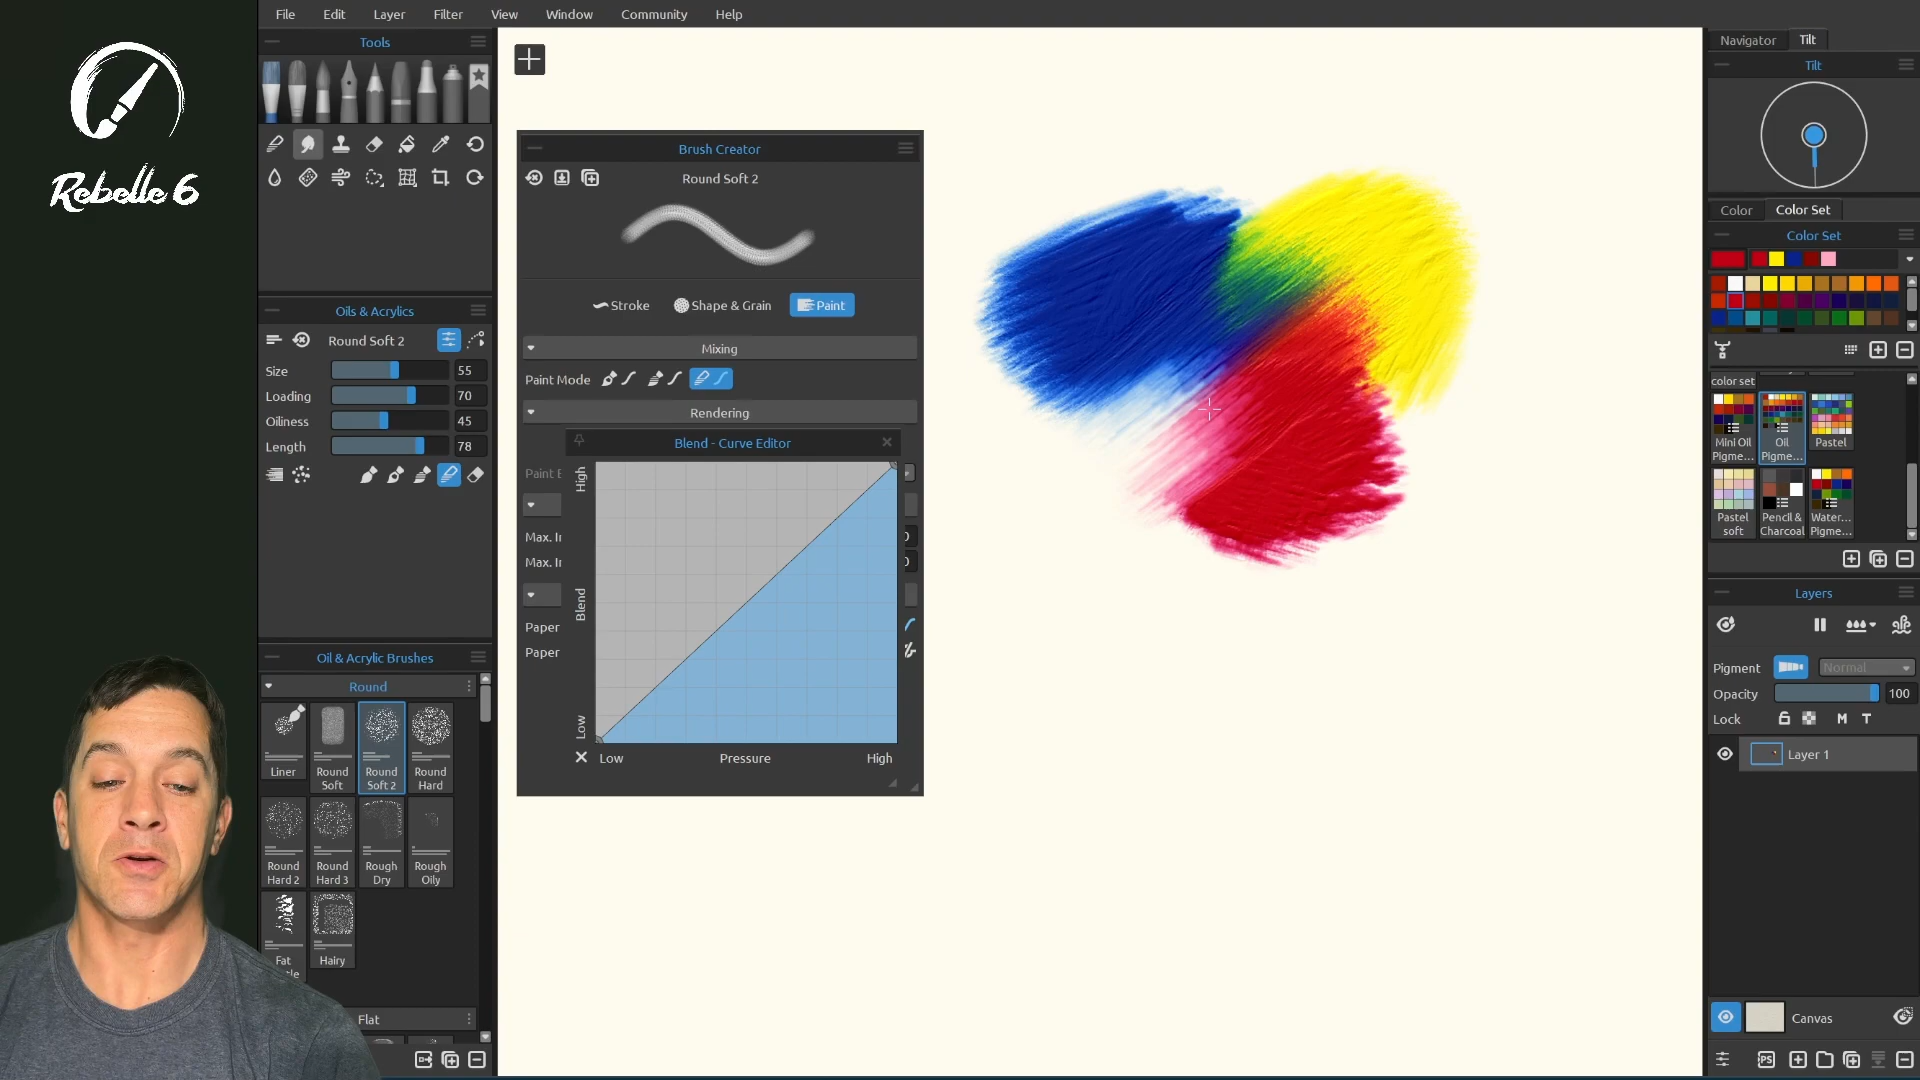 Rebelle 6
File Edit Layer Filter View Window Community Help
Tools
Oils & Acrylics
Round Soft 2
Size 55
Loading 70
Oiliness 45
Length 78
Oil & Acrylic Brushes
Round
Liner
Round Soft
Round Soft 2
Round Hard
Round Hard 2
Round Hard 3
Rough Dry
Rough Oily
Fat
Hairy
Flat
Brush Creator
Round Soft 2
Stroke Shape & Grain Paint
Mixing
Paint Mode
Rendering
Blend - Curve Editor
Paint E
High
Max. In
Max. In
Blend
Paper
Paper
Low
Low Pressure High
Navigator Tilt
Tilt
Color Color Set
Color Set
color set
Mini Oil Pigme...
Oil Pigme...
Pastel
Pastel soft
Pencil & Charcoal
Water... Pigme...
Layers
Pigment Normal
Opacity 100
Lock M T
Layer 1
Canvas
PS